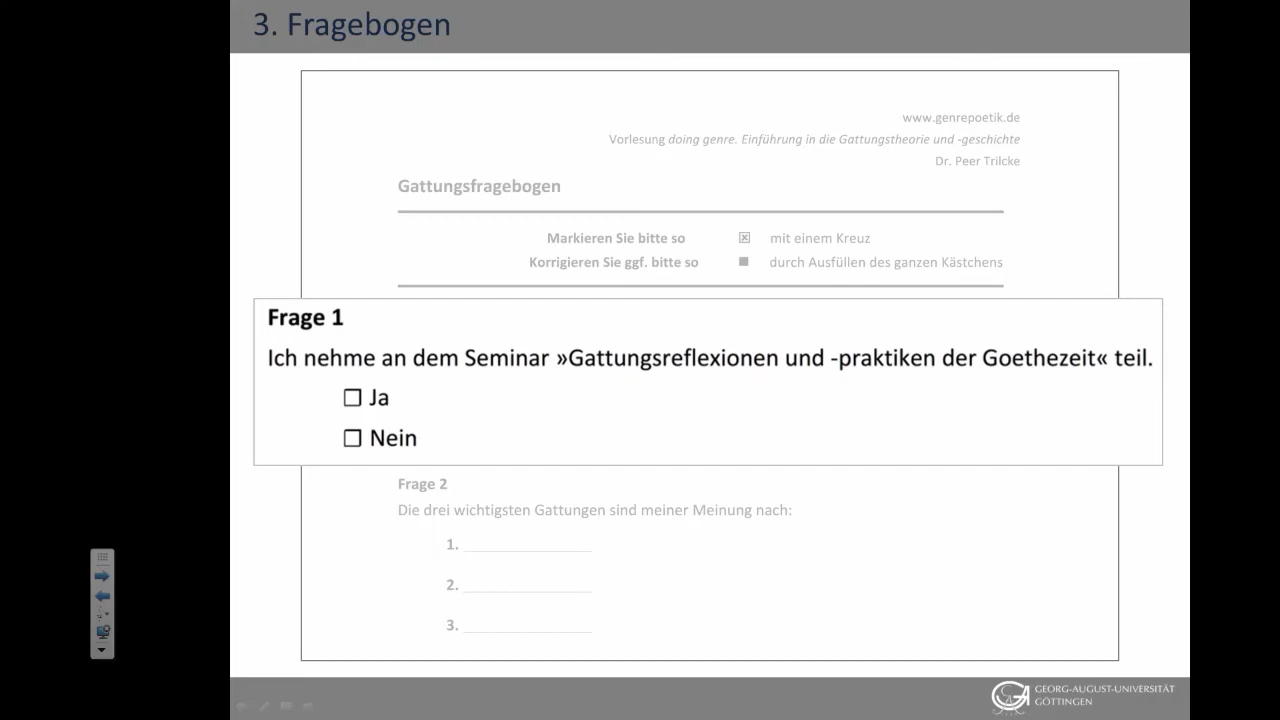 3. Fragebogen
www.genrepoetik.de
Vorlesung doing genre. Einführung in die Gattungstheorie und -geschichte
Dr. Peer Trilcke
Gattungsfragebogen
Markieren Sie bitte so ☒ mit einem Kreuz
Korrigieren Sie ggf. bitte so ■ durch Ausfüllen des ganzen Kästchens
Frage 1
Ich nehme an dem Seminar »Gattungsreflexionen und -praktiken der Goethezeit« teil.
☐ Ja
☐ Nein
Frage 2
Die drei wichtigsten Gattungen sind meiner Meinung nach:
1. ______________
2. ______________
3. ______________
GEORG-AUGUST-UNIVERSITÄT
GÖTTINGEN